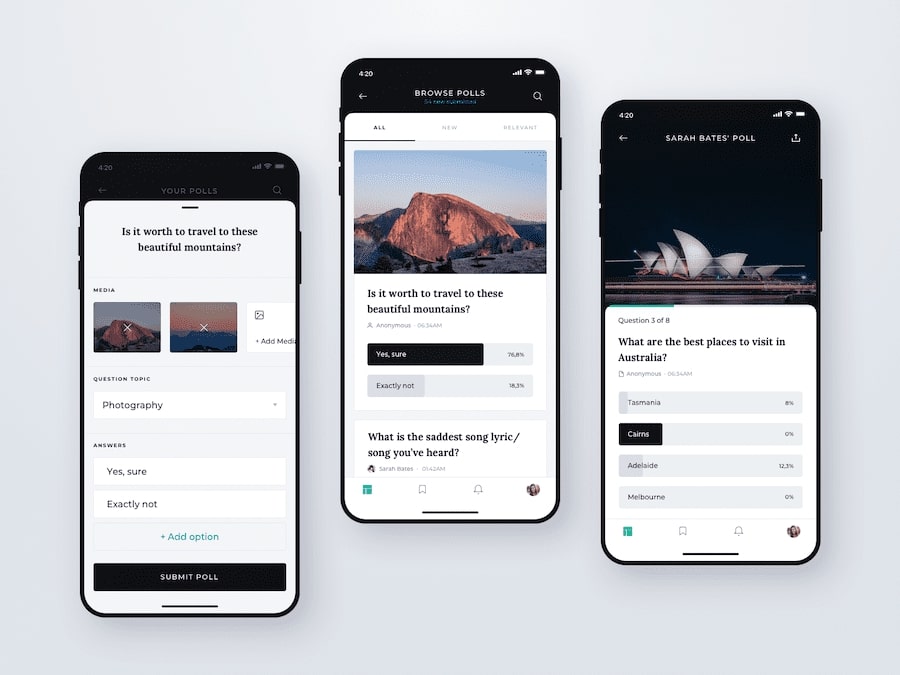 4:20
YOUR POLLS
Is it worth to travel to these
beautiful mountains?
MEDIA
+ Add Media
QUESTION TOPIC
Photography
ANSWERS
Yes, sure
Exactly not
+ Add option
SUBMIT POLL
4:20
BROWSE POLLS
54 new submitted
ALL
NEW
RELEVANT
Is it worth to travel to these
beautiful mountains?
Anonymous · 06:34AM
Yes, sure 76,8%
Exactly not 18,3%
What is the saddest song lyric/
song you've heard?
Sarah Bates · 01:42AM
4:20
SARAH BATES' POLL
Question 3 of 8
What are the best places to visit in
Australia?
Anonymous · 06:34AM
Tasmania 8%
Cairns 0%
Adelaide 12,3%
Melbourne 0%